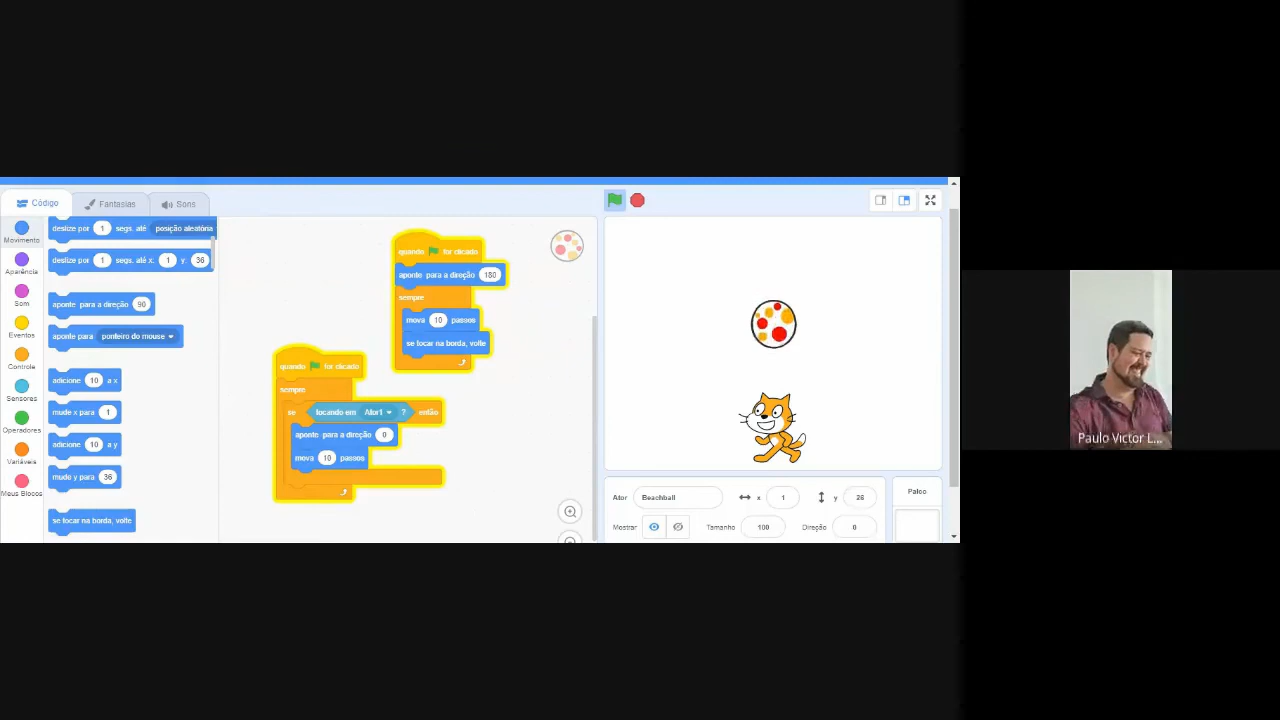 Código
Fantasias
Sons
Movimento
Aparência
Som
Eventos
Controle
Sensores
Operadores
Variáveis
Meus Blocos
deslize por 1 segs. até posição aleatória
deslize por 1 segs. até x: 1 y: 36
aponte para a direção 90
aponte para ponteiro do mouse
adicione 10 a x
mude x para 1
adicione 10 a y
mude y para 36
se tocar na borda, volte
quando for clicado
aponte para a direção 180
sempre
mova 10 passos
se tocar na borda, volte
quando for clicado
sempre
se tocando em Ator1 ? então
aponte para a direção 0
mova 10 passos
Ator Beachball x 1 y 26
Mostrar Tamanho 100 Direção 0
Palco
Paulo Victor L...